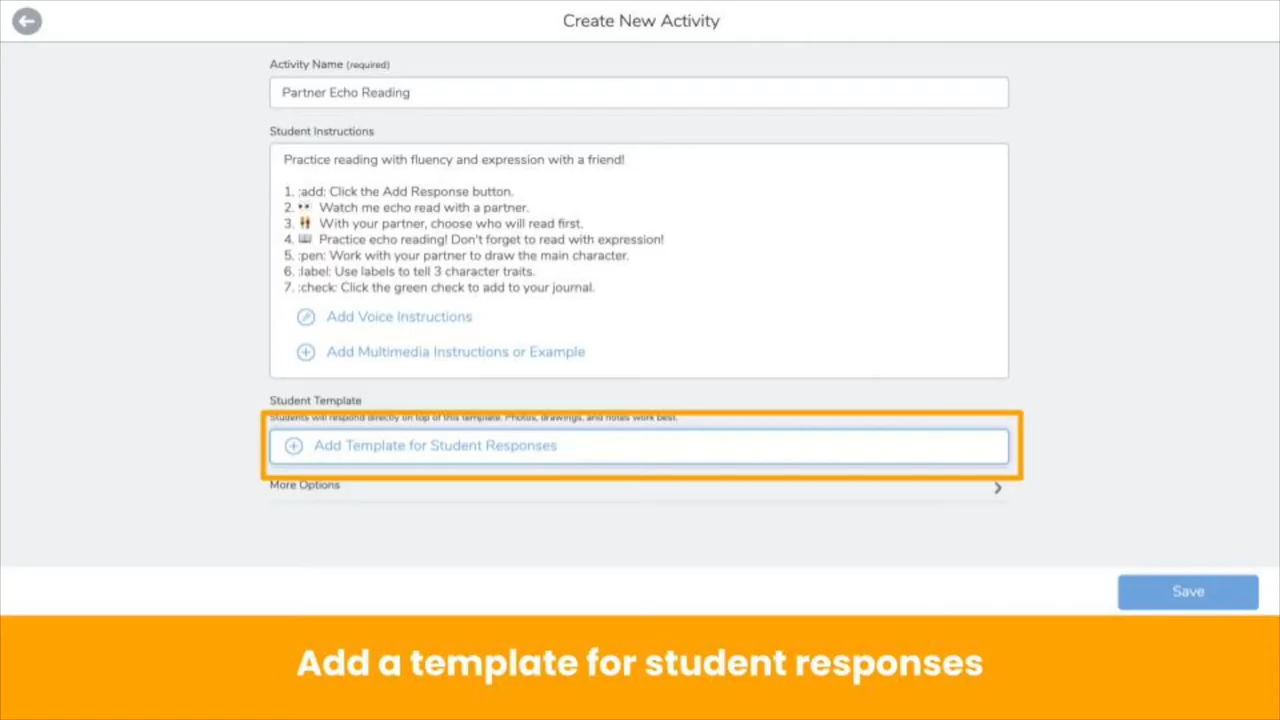 Create New Activity
Activity Name (required)
Partner Echo Reading
Student Instructions
Practice reading with fluency and expression with a friend!
1. :add: Click the Add Response button.
2. 👀 Watch me echo read with a partner.
3. 👭 With your partner, choose who will read first.
4. 📖 Practice echo reading! Don't forget to read with expression!
5. :pen: Work with your partner to draw the main character.
6. :label: Use labels to tell 3 character traits.
7. :check: Click the green check to add to your journal.
Add Voice Instructions
Add Multimedia Instructions or Example
Student Template
Students will respond directly on top of this template. Photos, drawings, and notes work best.
Add Template for Student Responses
More Options
Save
Add a template for student responses